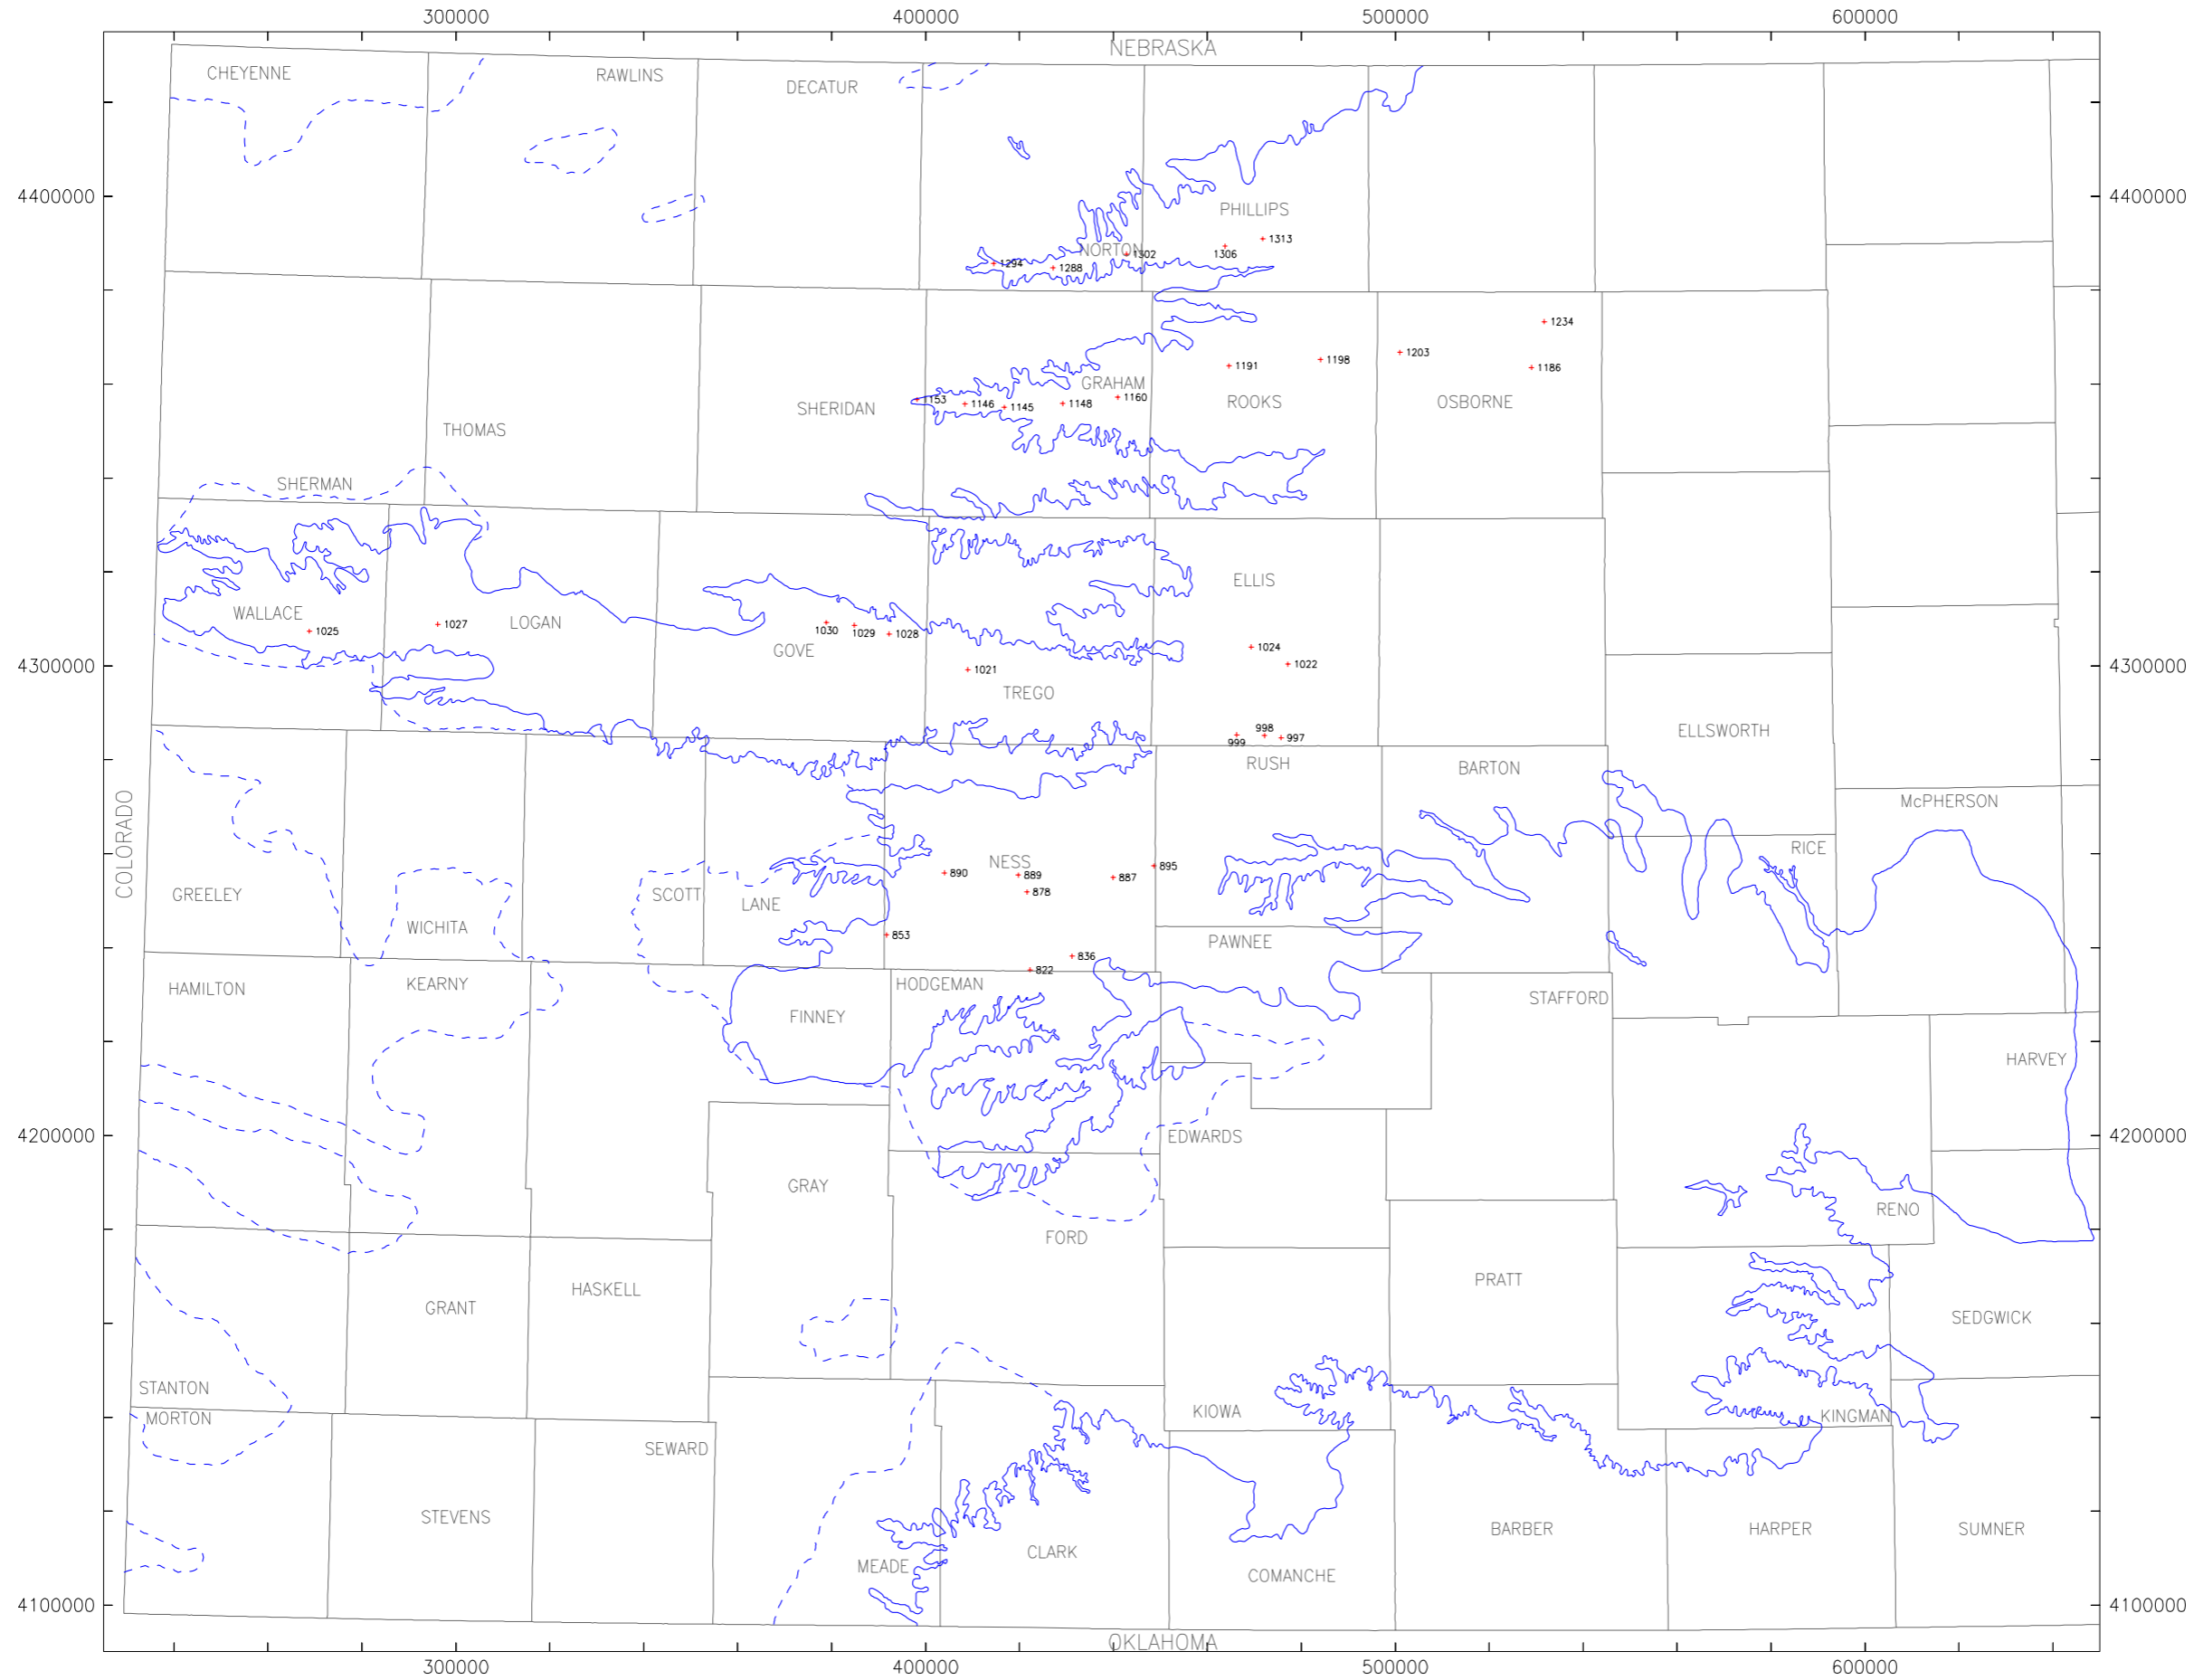 300000 400000 500000 600000
NEBRASKA
CHEYENNE RAWLINS DECATUR
4400000 4400000
PHILLIPS
1313
NORTON 1302 1306
1294 1288
1234
1203
1198
1191 1186
GRAHAM
1153 1146 1145 1148 1160
SHERIDAN ROOKS OSBORNE
THOMAS
SHERMAN
ELLIS
WALLACE LOGAN
1025 1027 1030 1029 1028
GOVE 1024
4300000 1021 1022 4300000
TREGO
998
999 997
ELLSWORTH
RUSH BARTON
COLORADO
McPHERSON
RICE
NESS 895
890 889 887
878
GREELEY SCOTT LANE
WICHITA
853
PAWNEE
836
822
HAMILTON KEARNY HODGEMAN
STAFFORD
FINNEY
HARVEY
4200000 EDWARDS 4200000
GRAY
RENO
FORD
PRATT
HASKELL
GRANT
SEDGWICK
STANTON
MORTON KIOWA KINGMAN
SEWARD
STEVENS BARBER HARPER SUMNER
CLARK
MEADE
COMANCHE
4100000 4100000
OKLAHOMA
300000 400000 500000 600000